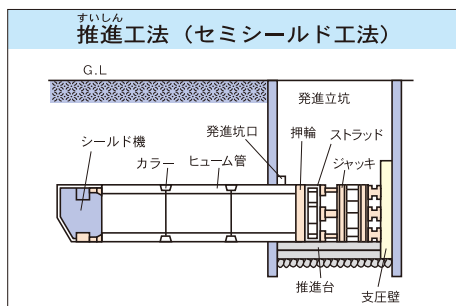 すいしん
推進工法（セミシールド工法）
G.L
発進立坑
発進坑口
押輪
ストラッド
シールド機
カラー
ヒューム管
ジャッキ
推進台
支圧壁